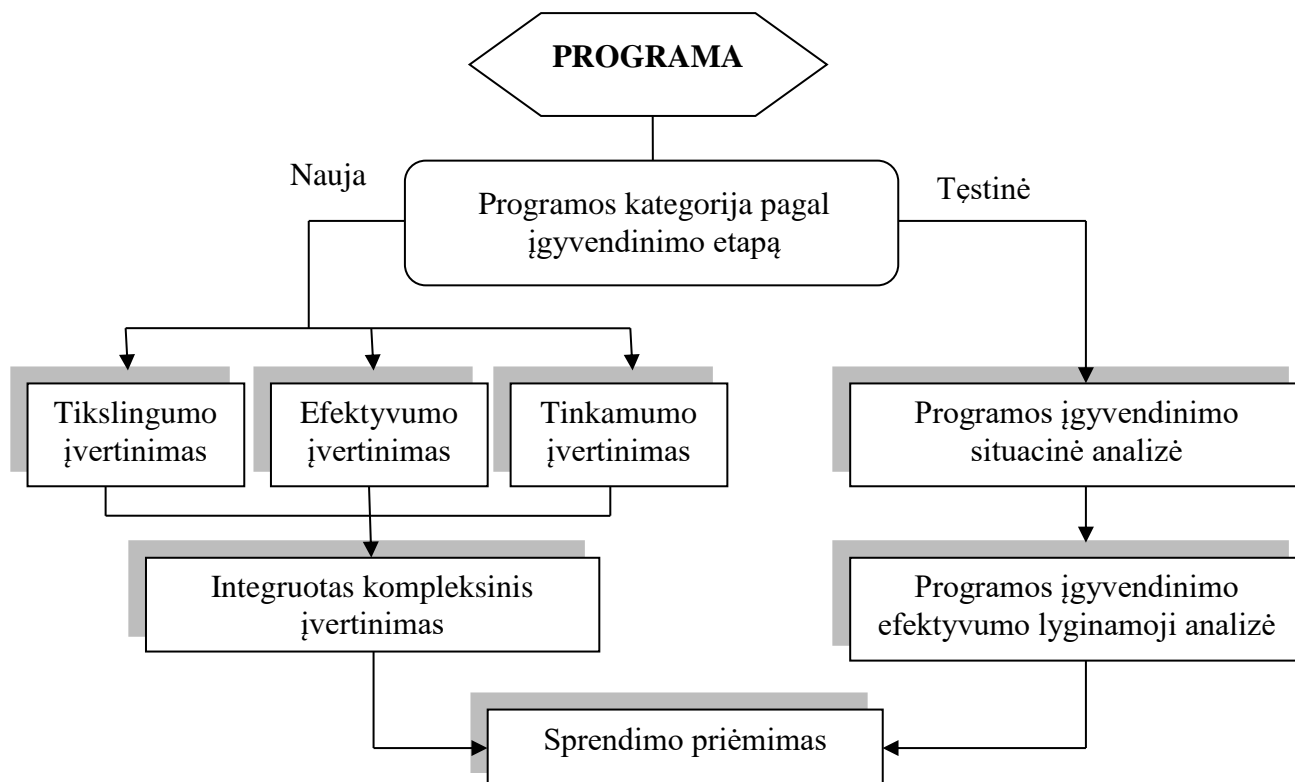 PROGRAMA
Nauja
Programos kategorija pagal
įgyvendinimo etapą
Tęstinė
Tikslingumo
įvertinimas
Efektyvumo
įvertinimas
Tinkamumo
įvertinimas
Programos įgyvendinimo
situacinė analizė
Integruotas kompleksinis
įvertinimas
Programos įgyvendinimo
efektyvumo lyginamoji analizė
Sprendimo priėmimas